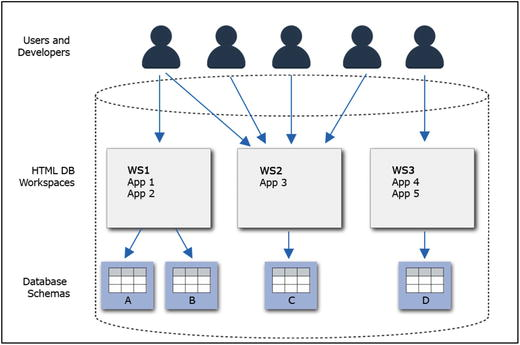 Users and
Developers
HTML DB
Workspaces
WS1
App 1
App 2
WS2
App 3
WS3
App 4
App 5
Database
Schemas
A
B
C
D